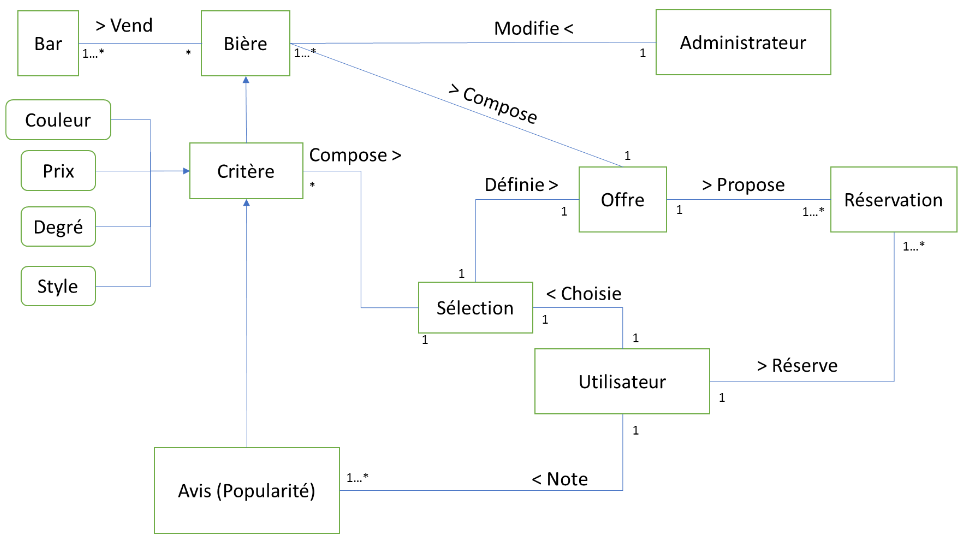 > Vend
Modifie <
Bar
Bière
Administrateur
1...*
*
1...*
1
> Compose
Couleur
Compose >
1
Prix
Critère
*
Définie >
Offre
> Propose
Réservation
1
1
1...*
Degré
1...*
Style
1
< Choisie
Sélection
1
1
1
> Réserve
Utilisateur
1
1
1...*
< Note
Avis (Popularité)